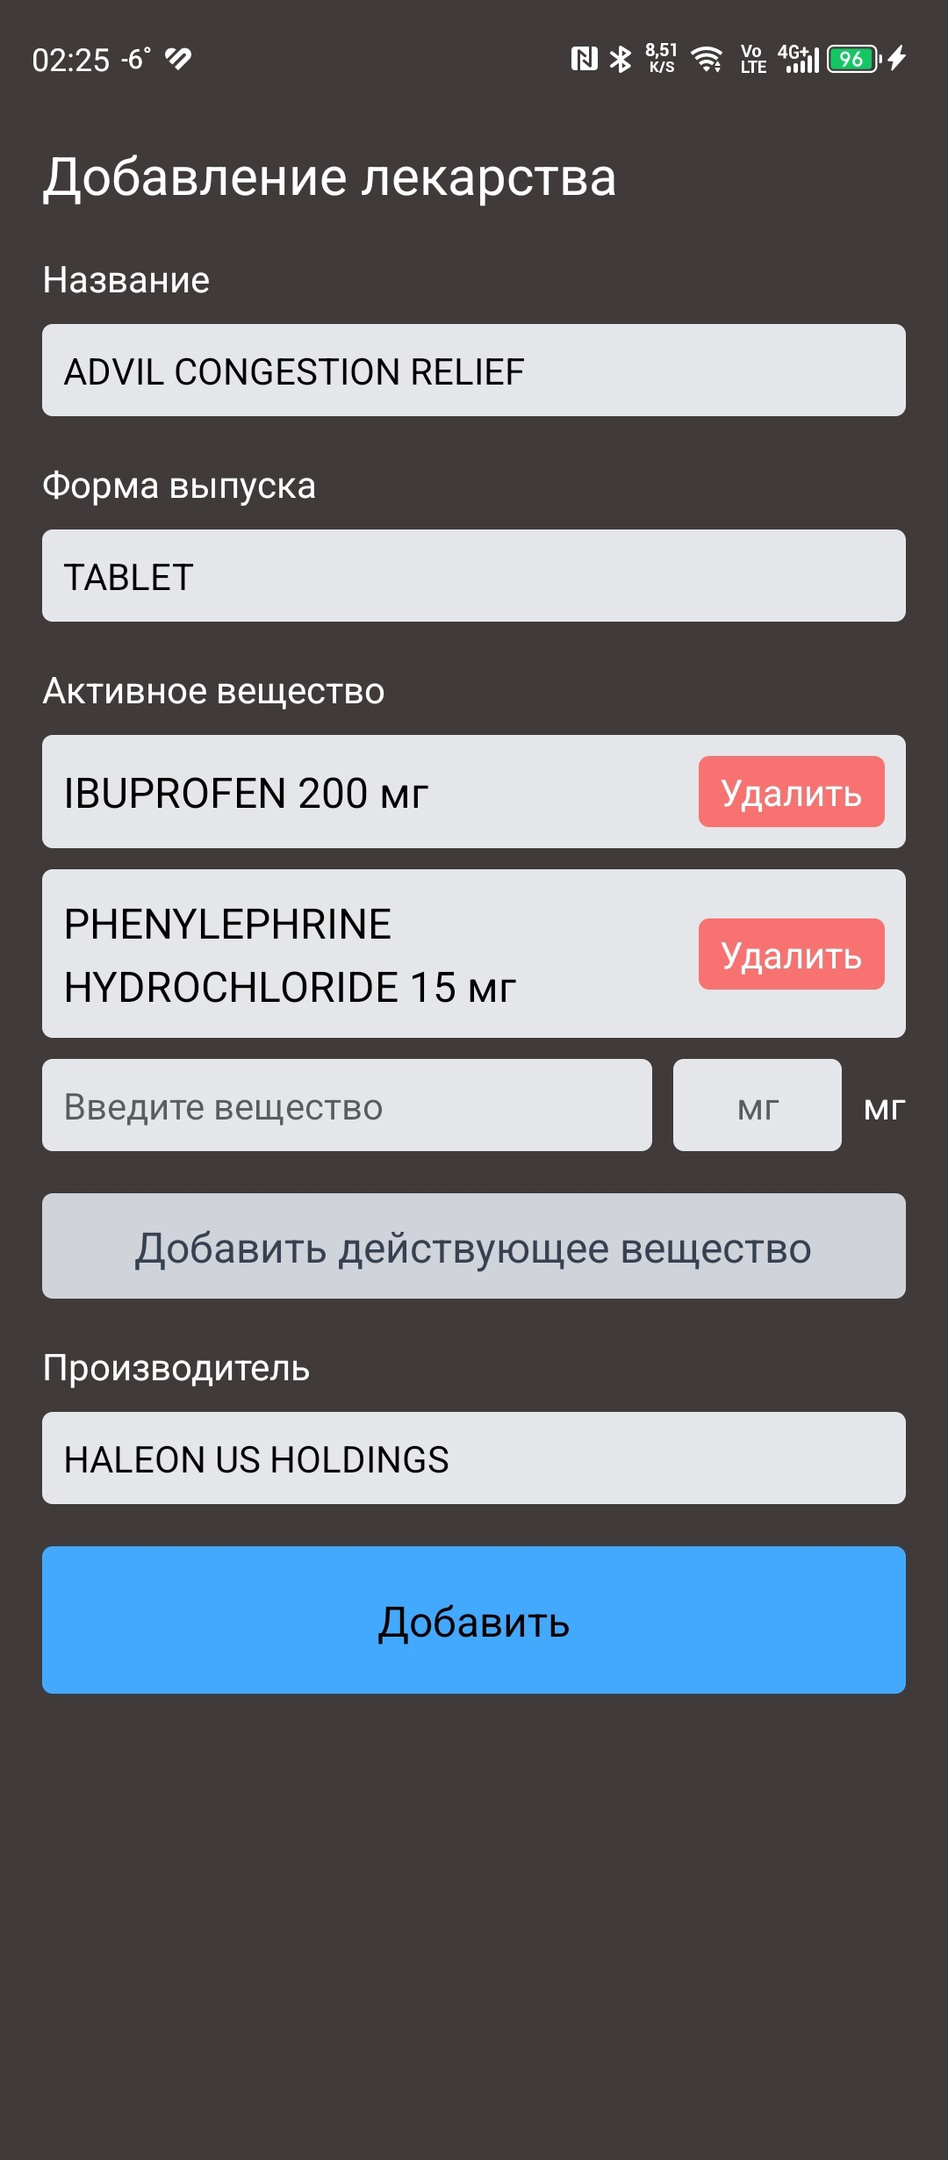 02:25 -6° 8,51 K/S Vo LTE 4G+ 96
Добавление лекарства
Название
ADVIL CONGESTION RELIEF
Форма выпуска
TABLET
Активное вещество
IBUPROFEN 200 мг
Удалить
PHENYLEPHRINE
HYDROCHLORIDE 15 мг
Удалить
Введите вещество
мг
мг
Добавить действующее вещество
Производитель
HALEON US HOLDINGS
Добавить